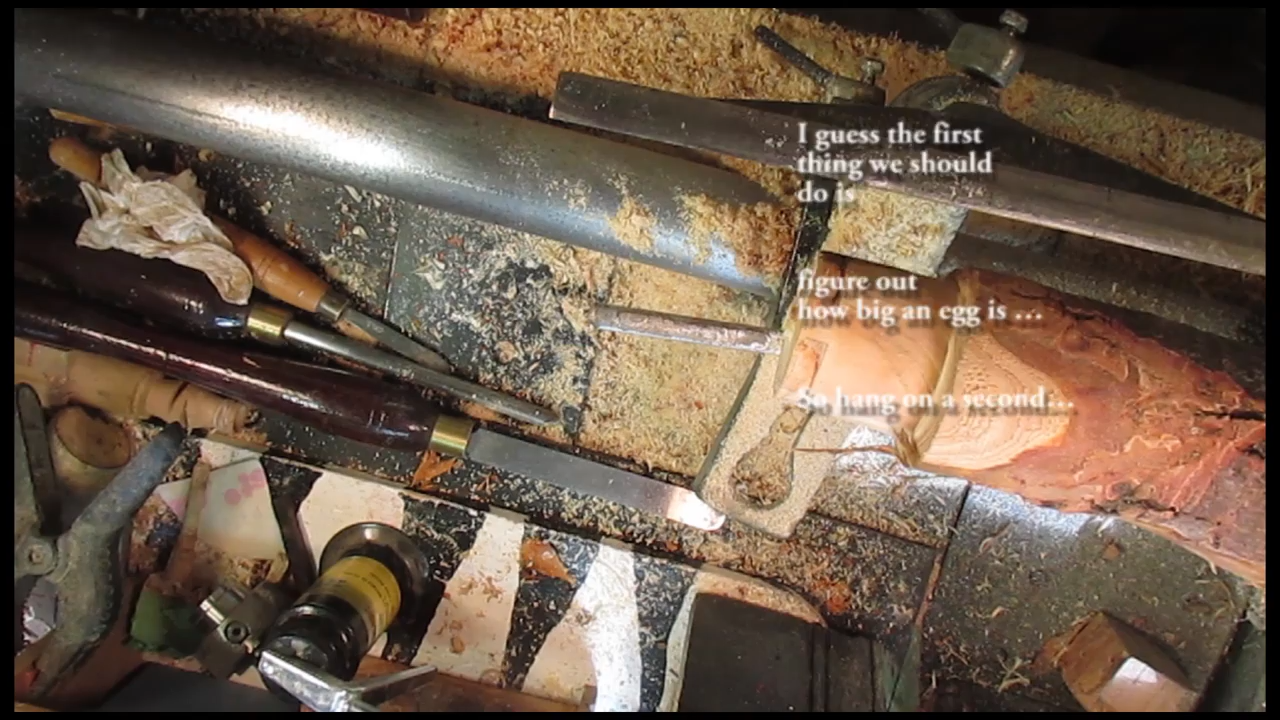 I guess the first
thing we should
do is
figure out
how big an egg is ...
So hang on a second...